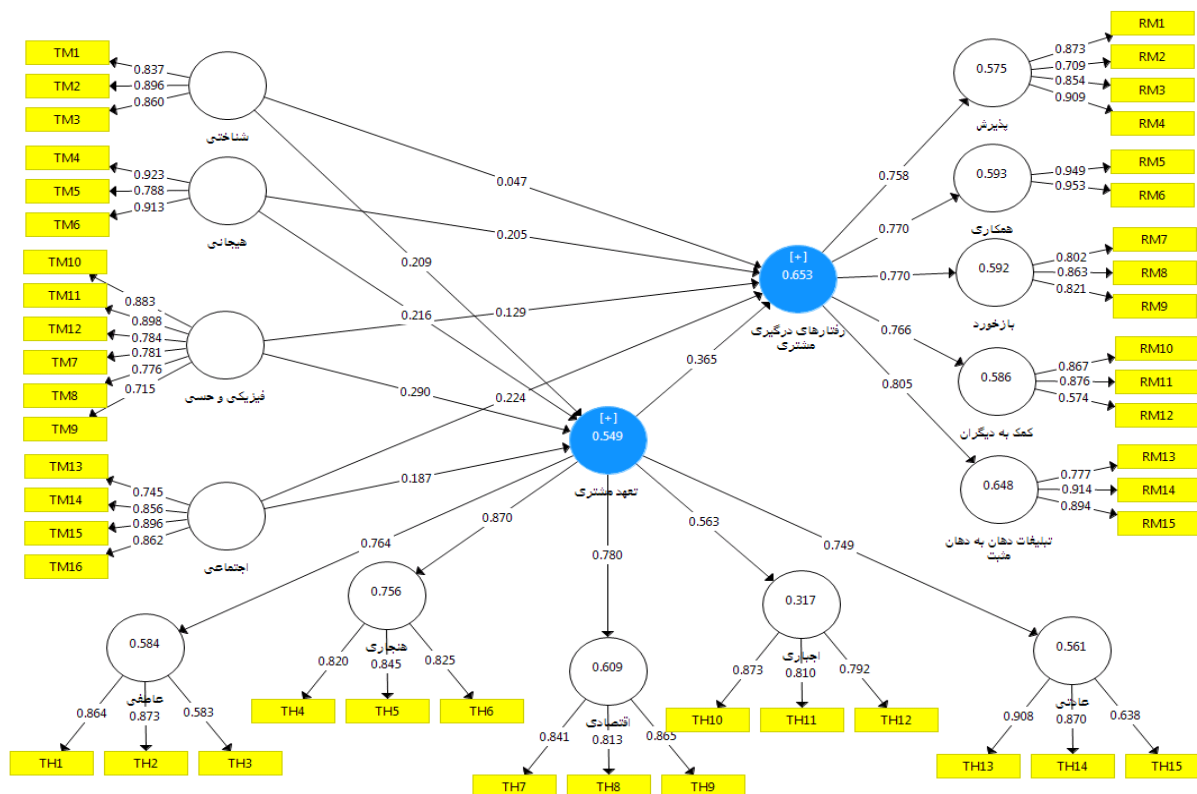 TM1
TM2
TM3
0.837
0.896
0.860
شناختی
TM4
TM5
TM6
0.923
0.788
0.913
هیجانی
TM10
TM11
TM12
TM7
TM8
TM9
0.883
0.898
0.784
0.781
0.776
0.715
فیزیکی و حسی
TM13
TM14
TM15
TM16
0.745
0.856
0.896
0.862
اجتماعی
0.047
0.205
0.209
0.216
0.129
0.290
0.224
0.187
0.365
[+]
0.653
رفتارهای درگیری
مشتری
[+]
0.549
تعهد مشتری
0.758
0.770
0.770
0.766
0.805
0.575
پذیرش
0.873
0.709
0.854
0.909
RM1
RM2
RM3
RM4
0.593
همکاری
0.949
0.953
RM5
RM6
0.592
بازخورد
0.802
0.863
0.821
RM7
RM8
RM9
0.586
کمک به دیگران
0.867
0.876
0.574
RM10
RM11
RM12
0.648
تبلیغات دهان به دهان
مثبت
0.777
0.914
0.894
RM13
RM14
RM15
0.764
0.870
0.780
0.563
0.749
0.584
عاطفی
0.864
0.873
0.583
TH1
TH2
TH3
0.756
هنجاری
0.820
0.845
0.825
TH4
TH5
TH6
0.609
اقتصادی
0.841
0.813
0.865
TH7
TH8
TH9
0.317
اجباری
0.873
0.810
0.792
TH10
TH11
TH12
0.561
عادتی
0.908
0.870
0.638
TH13
TH14
TH15